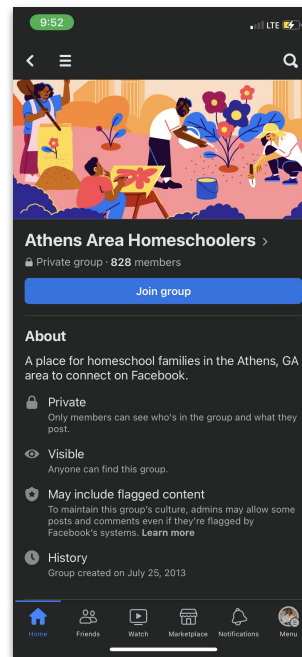 9:52
LTE
Athens Area Homeschoolers >
Private group · 828 members
Join group
About
A place for homeschool families in the Athens, GA
area to connect on Facebook.
Private
Only members can see who's in the group and what they
post.
Visible
Anyone can find this group.
May include flagged content
To maintain this group's culture, admins may allow some
posts and comments even if they're flagged by
Facebook's systems. Learn more
History
Group created on July 25, 2013
Home Friends Watch Marketplace Notifications Menu